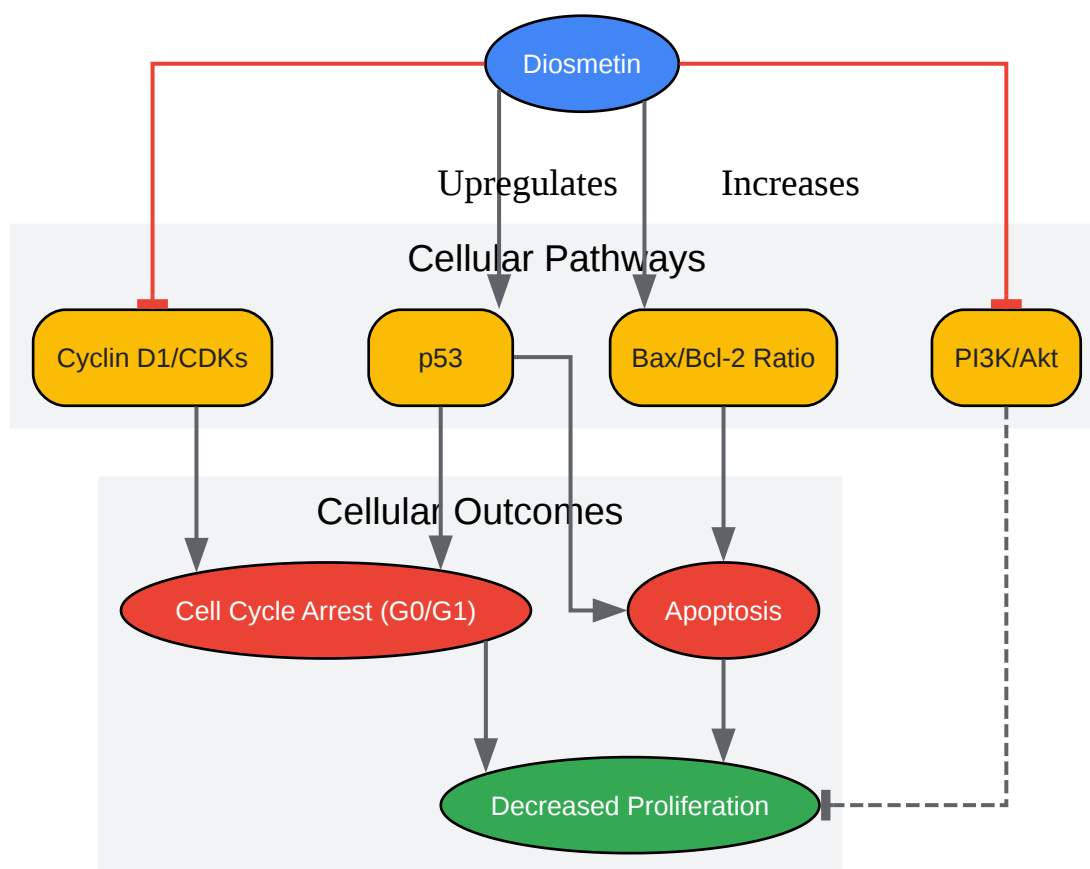 Diosmetin
Upregulates
Increases
Cellular Pathways
Cyclin D1/CDKs
p53
Bax/Bcl-2 Ratio
PI3K/Akt
Cellular Outcomes
Cell Cycle Arrest (G0/G1)
Apoptosis
Decreased Proliferation